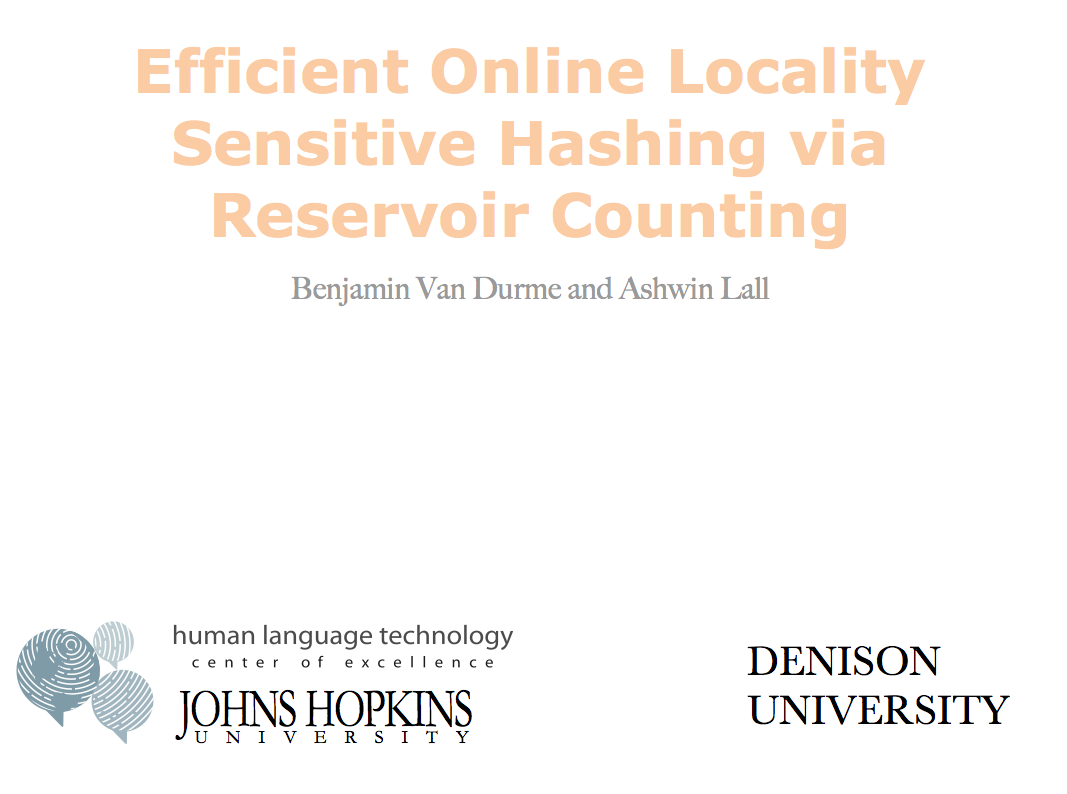 Efficient Online Locality
Sensitive Hashing via
Reservoir Counting
Benjamin Van Durme and Ashwin Lall
human language technology
center of excellence
JOHNS HOPKINS
UNIVERSITY
DENISON
UNIVERSITY